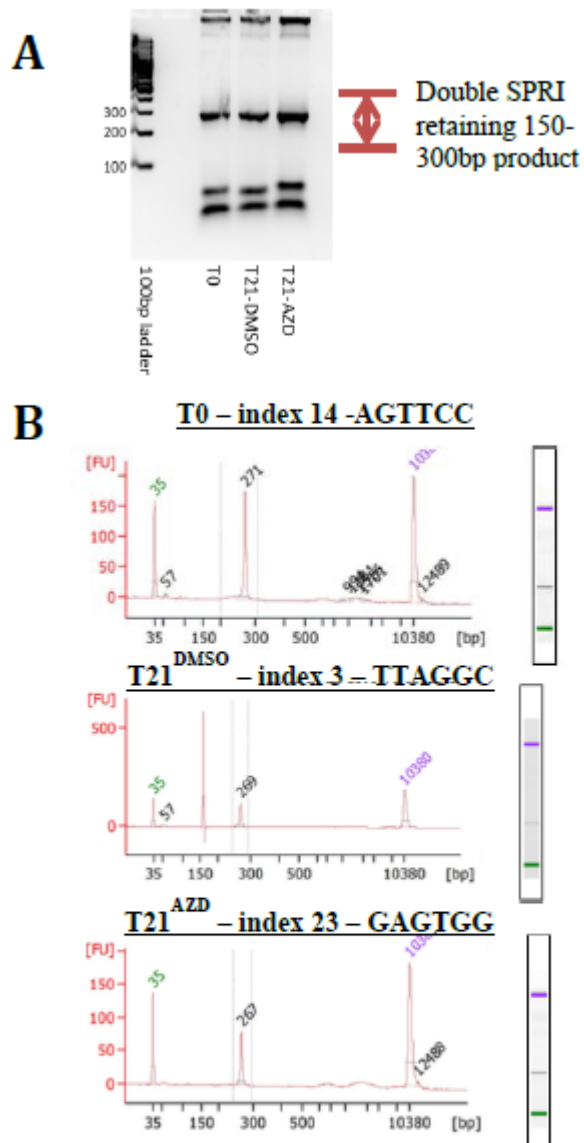 A
300
200
100
Double SPRI
retaining 150-
300bp product
100bp ladder
T0
T21-DMSO
T21-AZD
B
T0 – index 14 -AGTTCC
[FU]
150
100
50
0
35
57
271
12489
35 150 300 500 10380 [bp]
T21DMSO – index 3 – TTAGGC
[FU]
500
0
35
57
269
10380
35 150 300 500 10380 [bp]
T21AZD – index 23 – GAGTGG
[FU]
150
100
50
0
35
267
12488
35 150 300 500 10380 [bp]